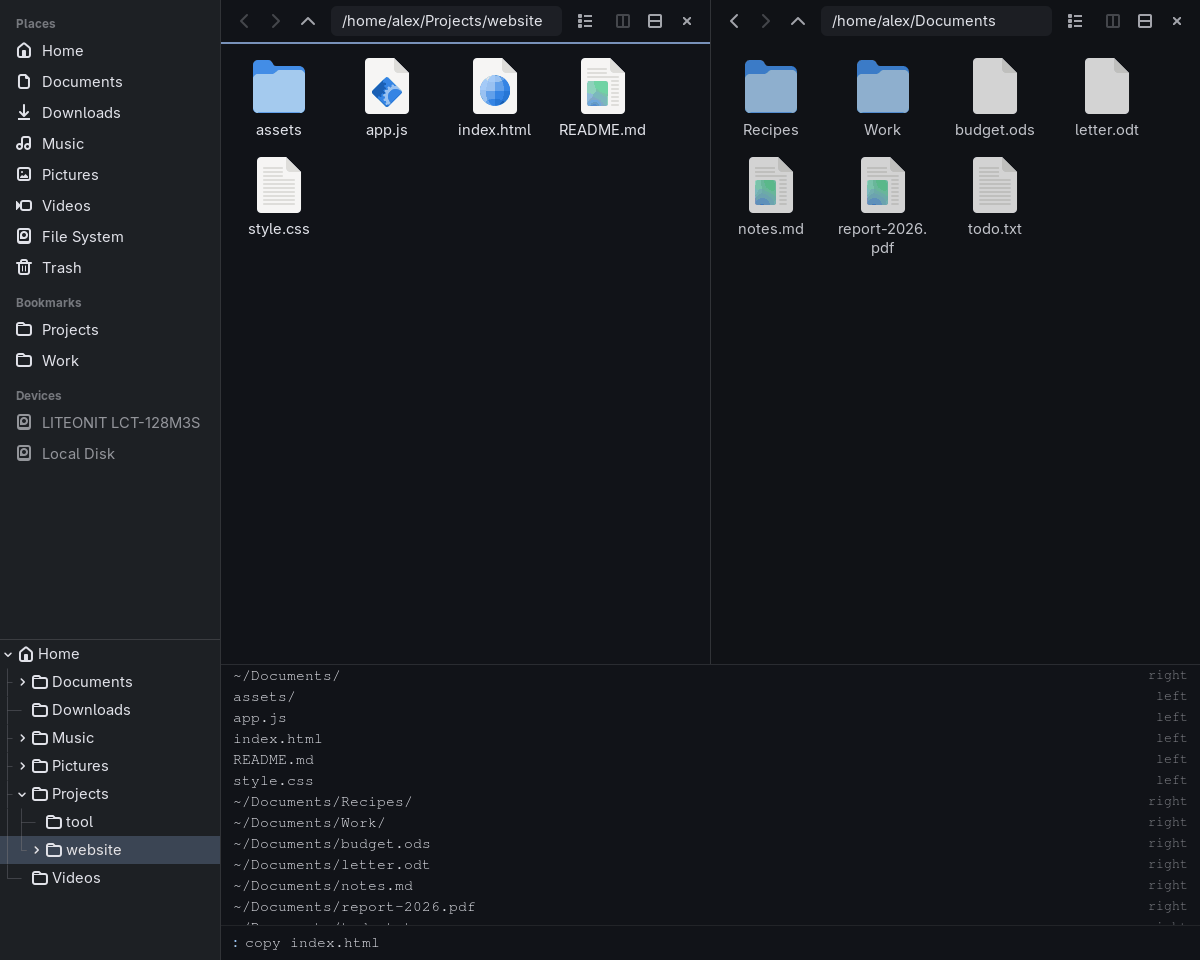 Places
Home
Documents
Downloads
Music
Pictures
Videos
File System
Trash
Bookmarks
Projects
Work
Devices
LITEONIT LCT-128M3S
Local Disk
Home
Documents
Downloads
Music
Pictures
Projects
tool
website
Videos
/home/alex/Projects/website
assets
app.js
index.html
README.md
style.css
/home/alex/Documents
Recipes
Work
budget.ods
letter.odt
notes.md
report-2026.
pdf
todo.txt
~/Documents/ right
assets/ left
app.js left
index.html left
README.md left
style.css left
~/Documents/Recipes/ right
~/Documents/Work/ right
~/Documents/budget.ods right
~/Documents/letter.odt right
~/Documents/notes.md right
~/Documents/report-2026.pdf right
: copy index.html